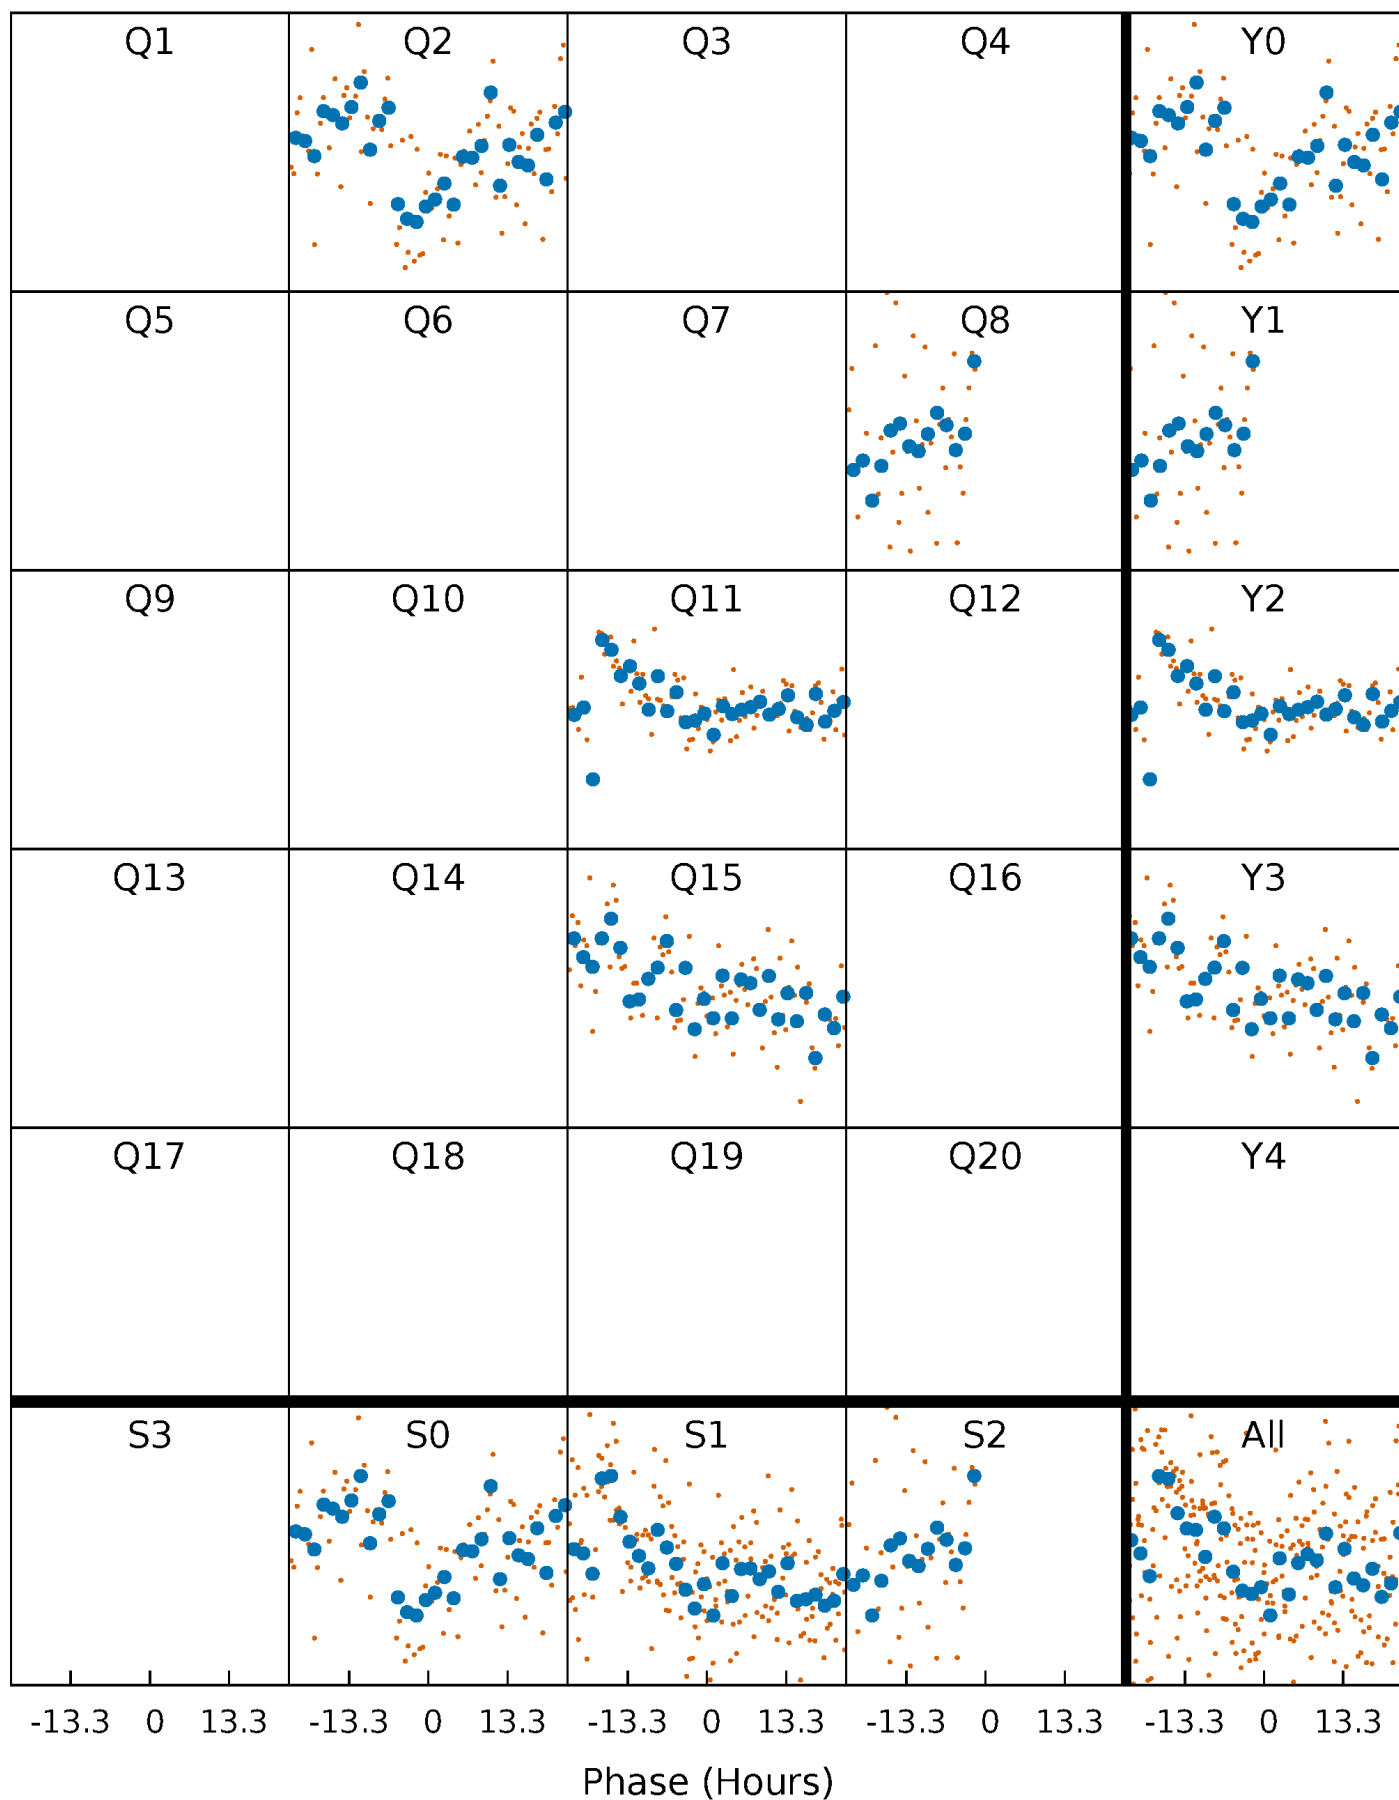 Q1 Q2 Q3 Q4 Y0
Q5 Q6 Q7 Q8 Y1
Q9 Q10 Q11 Q12 Y2
Q13 Q14 Q15 Q16 Y3
Q17 Q18 Q19 Q20 Y4
S3 S0 S1 S2 All
-13.3 0 13.3 -13.3 0 13.3 -13.3 0 13.3 -13.3 0 13.3 -13.3 0 13.3
Phase (Hours)